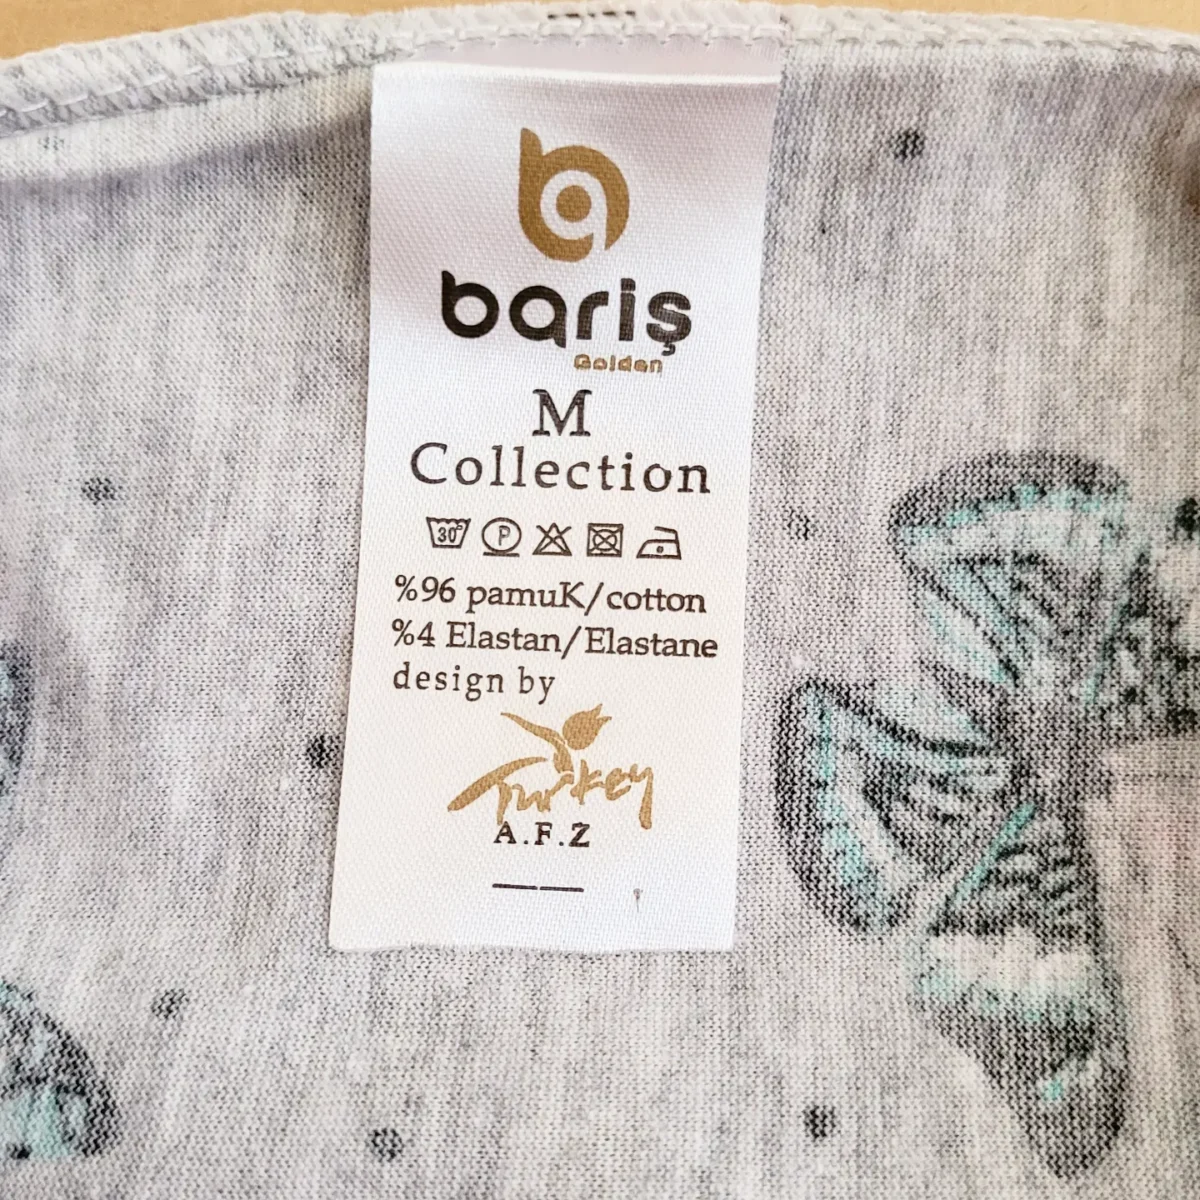 bariş
Golden
M
Collection
30° P
%96 pamuK/cotton
%4 Elastan/Elastane
design by
Turkey
A.F.Z